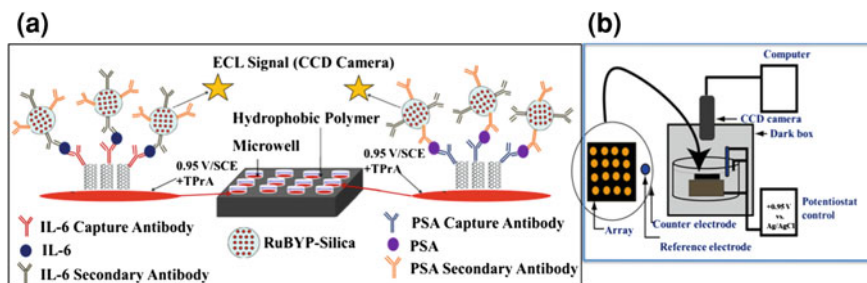 (a)
ECL Signal (CCD Camera)
Hydrophobic Polymer
Microwell
0.95 V/SCE
+TPrA
0.95 V/SCE
+TPrA
IL-6 Capture Antibody
IL-6
IL-6 Secondary Antibody
RuBYP-Silica
PSA Capture Antibody
PSA
PSA Secondary Antibody
(b)
Computer
CCD camera
Dark box
Potentiostat
control
+0.95 V
vs.
Ag/AgCl
Counter electrode
Array
Reference electrode